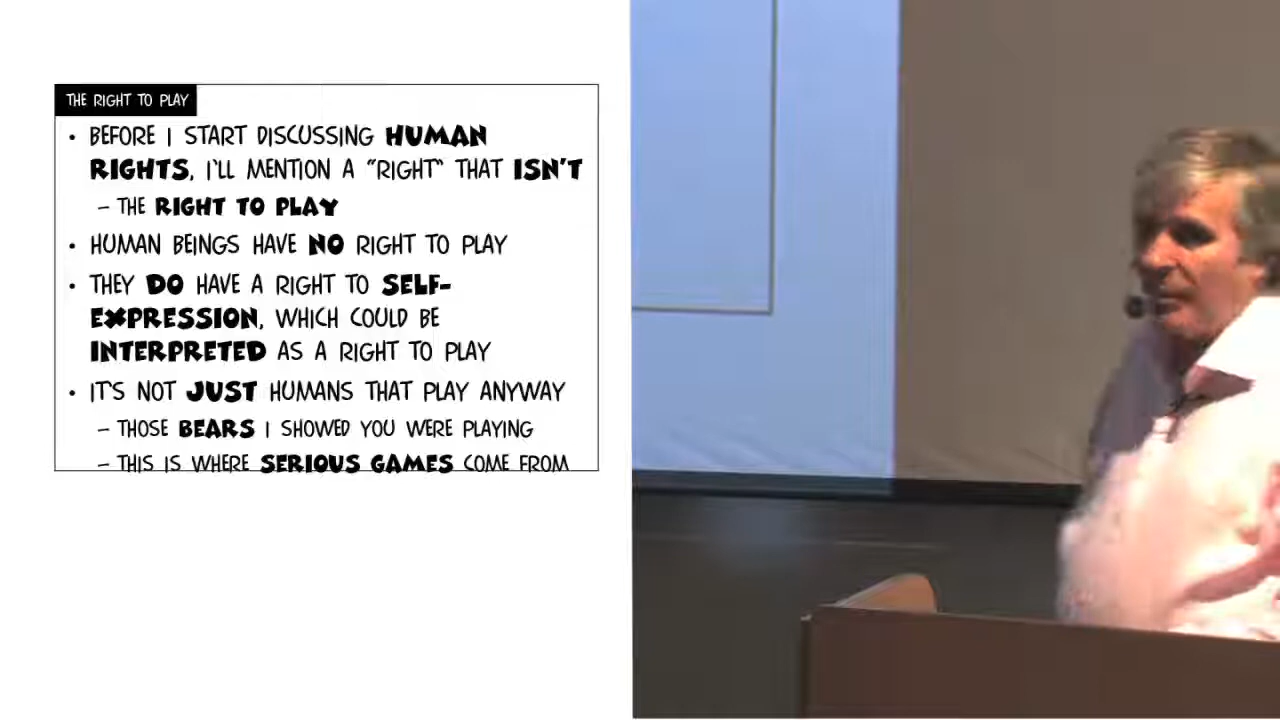 THE RIGHT TO PLAY
• BEFORE I START DISCUSSING HUMAN
RIGHTS, I'LL MENTION A "RIGHT" THAT ISN'T
– THE RIGHT TO PLAY
• HUMAN BEINGS HAVE NO RIGHT TO PLAY
• THEY DO HAVE A RIGHT TO SELF-
EXPRESSION, WHICH COULD BE
INTERPRETED AS A RIGHT TO PLAY
• IT'S NOT JUST HUMANS THAT PLAY ANYWAY
– THOSE BEARS I SHOWED YOU WERE PLAYING
– THIS IS WHERE SERIOUS GAMES COME FROM